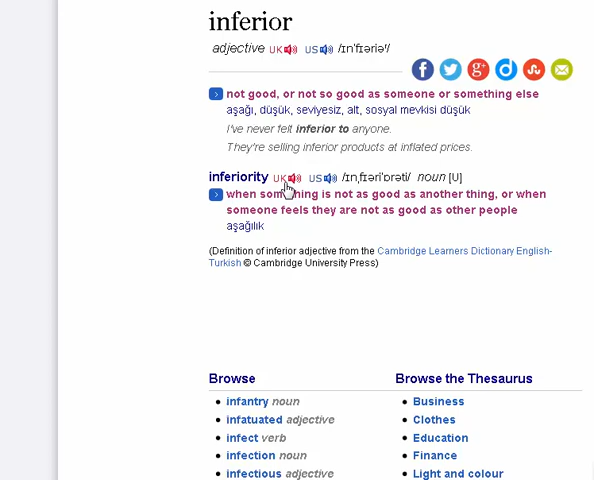 inferior
adjective UK US /ɪnˈfɪəriəʳ/
not good, or not so good as someone or something else
aşağı, düşük, seviyesiz, alt, sosyal mevkisi düşük
I've never felt inferior to anyone.
They're selling inferior products at inflated prices.
inferiority UK US /ɪnˌfɪəriˈɒrəti/ noun [U]
when something is not as good as another thing, or when
someone feels they are not as good as other people
aşağılık
(Definition of inferior adjective from the Cambridge Learners Dictionary English-
Turkish © Cambridge University Press)
Browse
infantry noun
infatuated adjective
infect verb
infection noun
infectious adjective
Browse the Thesaurus
Business
Clothes
Education
Finance
Light and colour